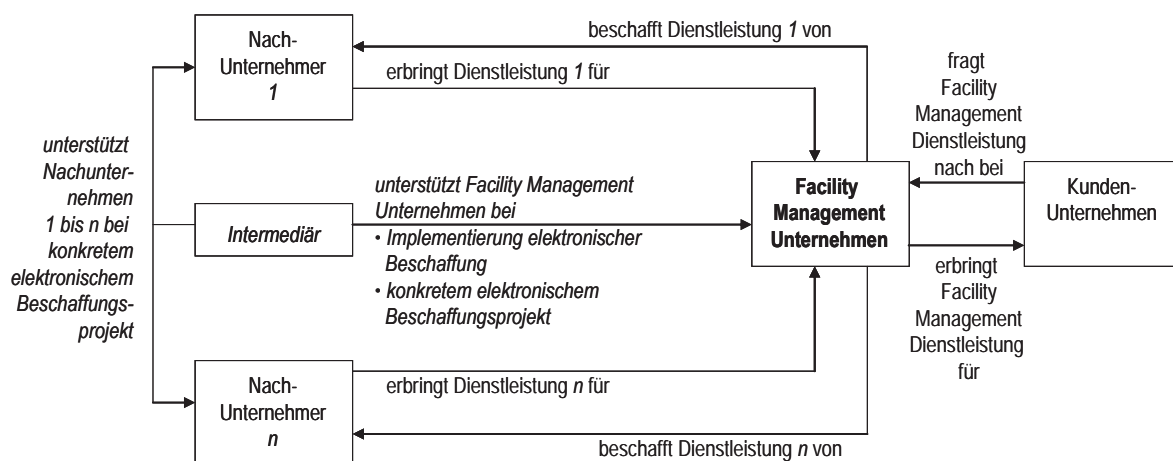 beschafft Dienstleistung 1 von
Nach-
Unternehmer
1
erbringt Dienstleistung 1 für
fragt
Facility
Management
Dienstleistung
nach bei
unterstützt
Nachunter-
nehmen
1 bis n bei
konkretem
elektronischem
Beschaffungs-
projekt
Intermediär
unterstützt Facility Management
Unternehmen bei
• Implementierung elektronischer
Beschaffung
• konkretem elektronischem
Beschaffungsprojekt
Facility
Management
Unternehmen
Kunden-
Unternehmen
erbringt
Facility
Management
Dienstleistung
für
Nach-
Unternehmer
n
erbringt Dienstleistung n für
beschafft Dienstleistung n von